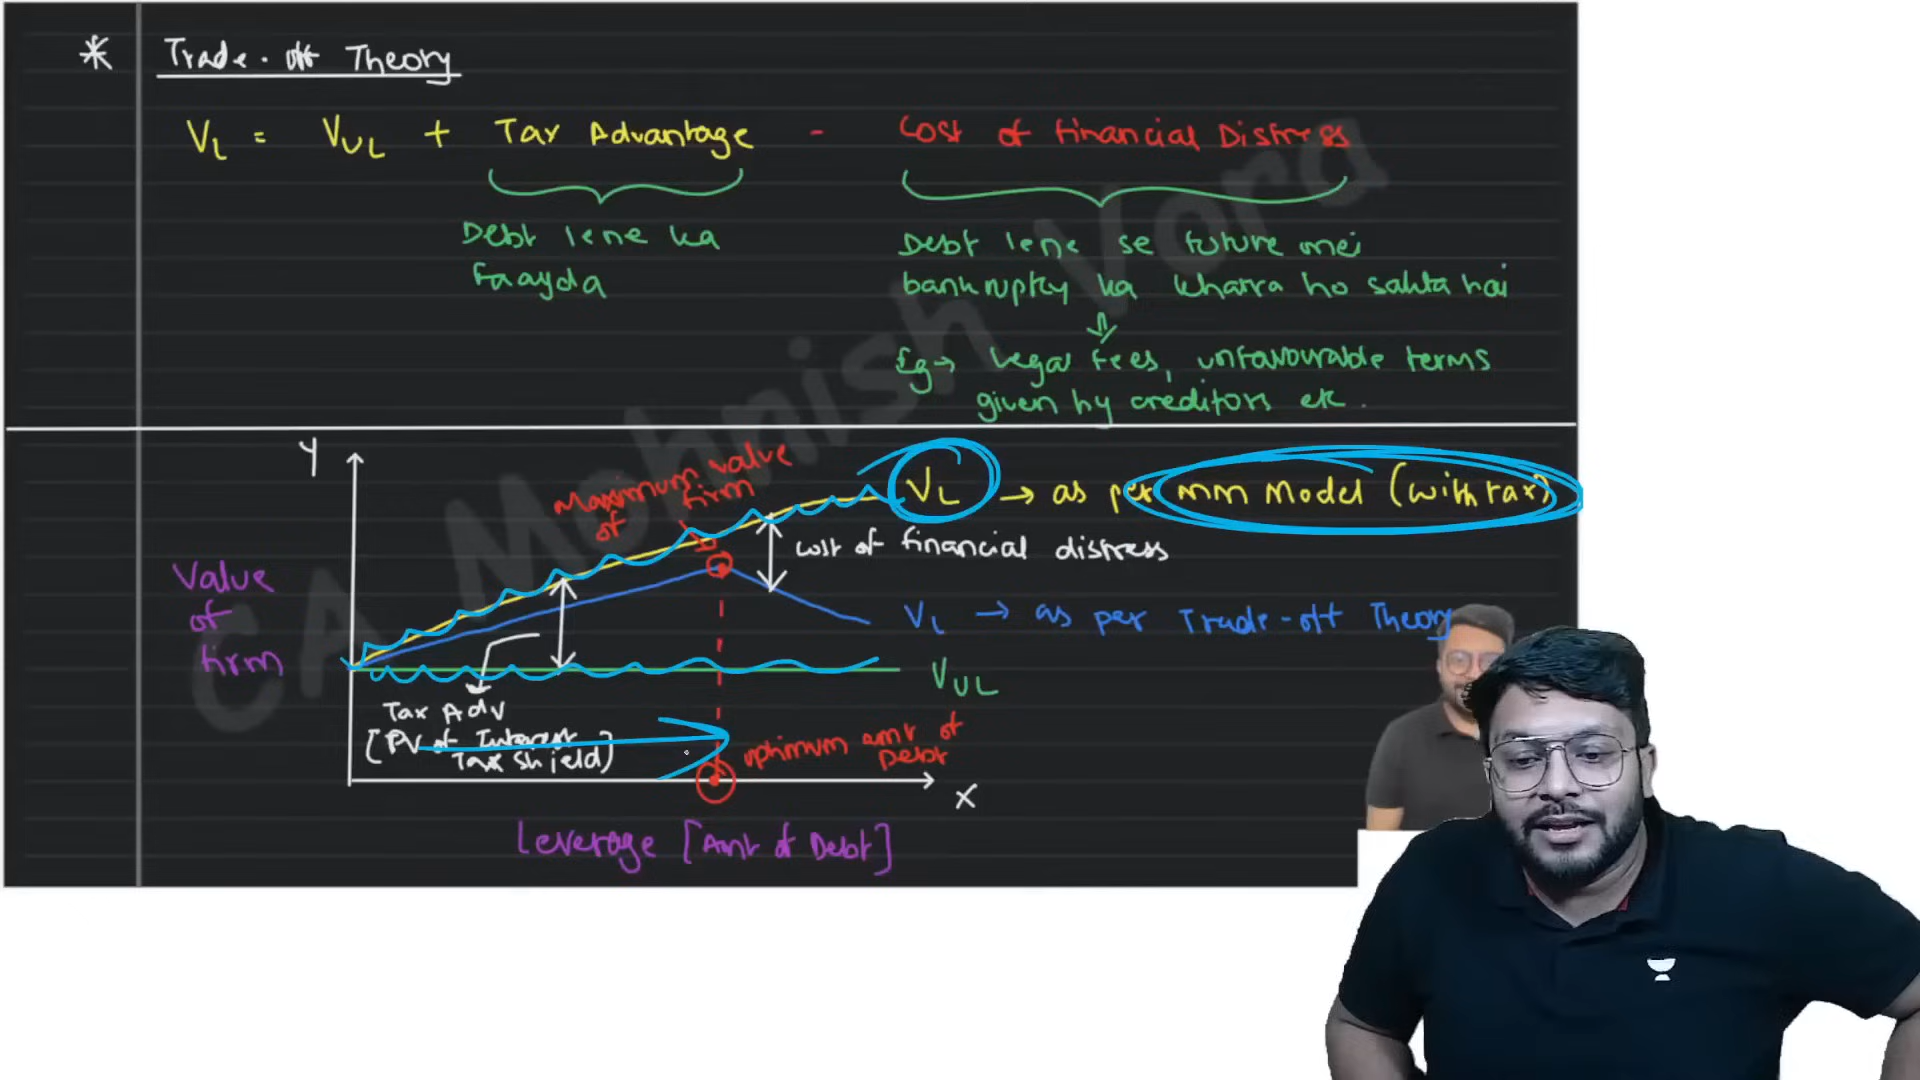 * Trade-off Theory
VL = VUL + Tax Advantage - Cost of Financial Distress
Debt lene ka
faayda
Debt lene se future mei
bankruptcy ka khatra ho sakta hai
Eg → Legal fees, unfavourable terms
given by creditors etc.
Y
Maximum value
of firm
VL → as per MM Model (with tax)
cost of financial distress
Value
of
firm
VL → as per Trade-off Theory
VUL
Tax Adv
[PV of Interest
Tax Shield]
optimum amt of
Debt
X
Leverage [Amt of Debt]
CA Mohnish Vora